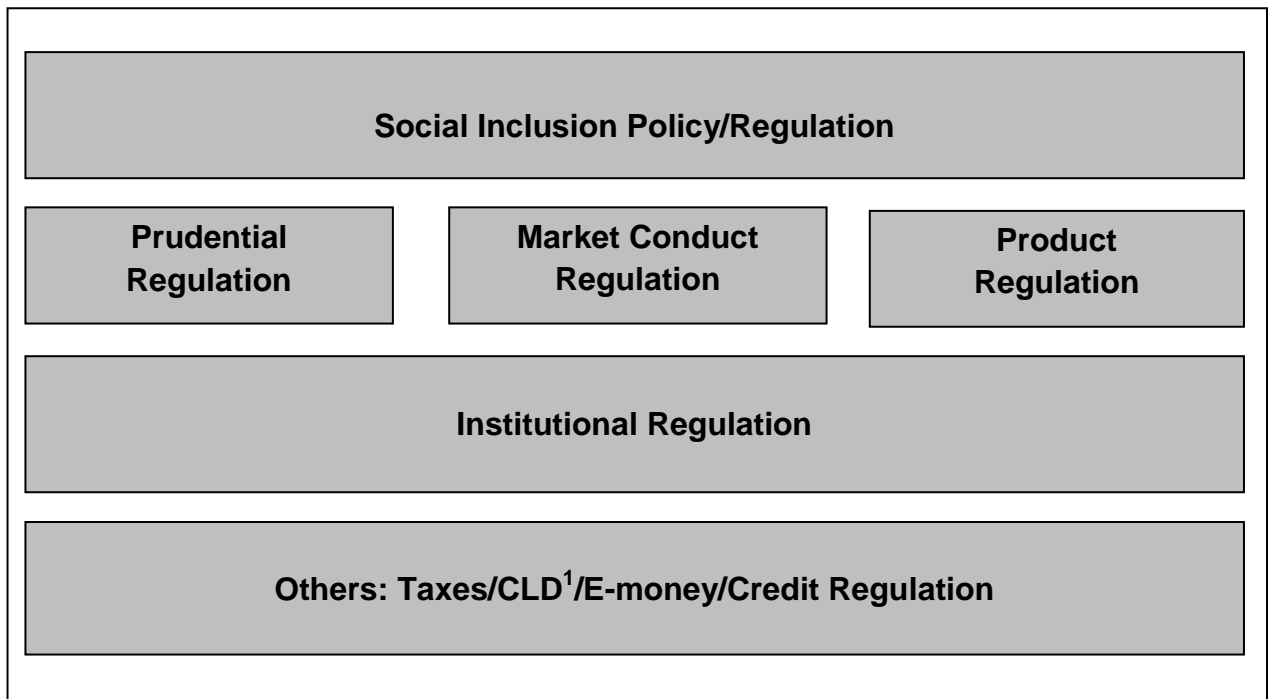 Social Inclusion Policy/Regulation
Prudential
Regulation
Market Conduct
Regulation
Product
Regulation
Institutional Regulation
Others: Taxes/CLD¹/E-money/Credit Regulation